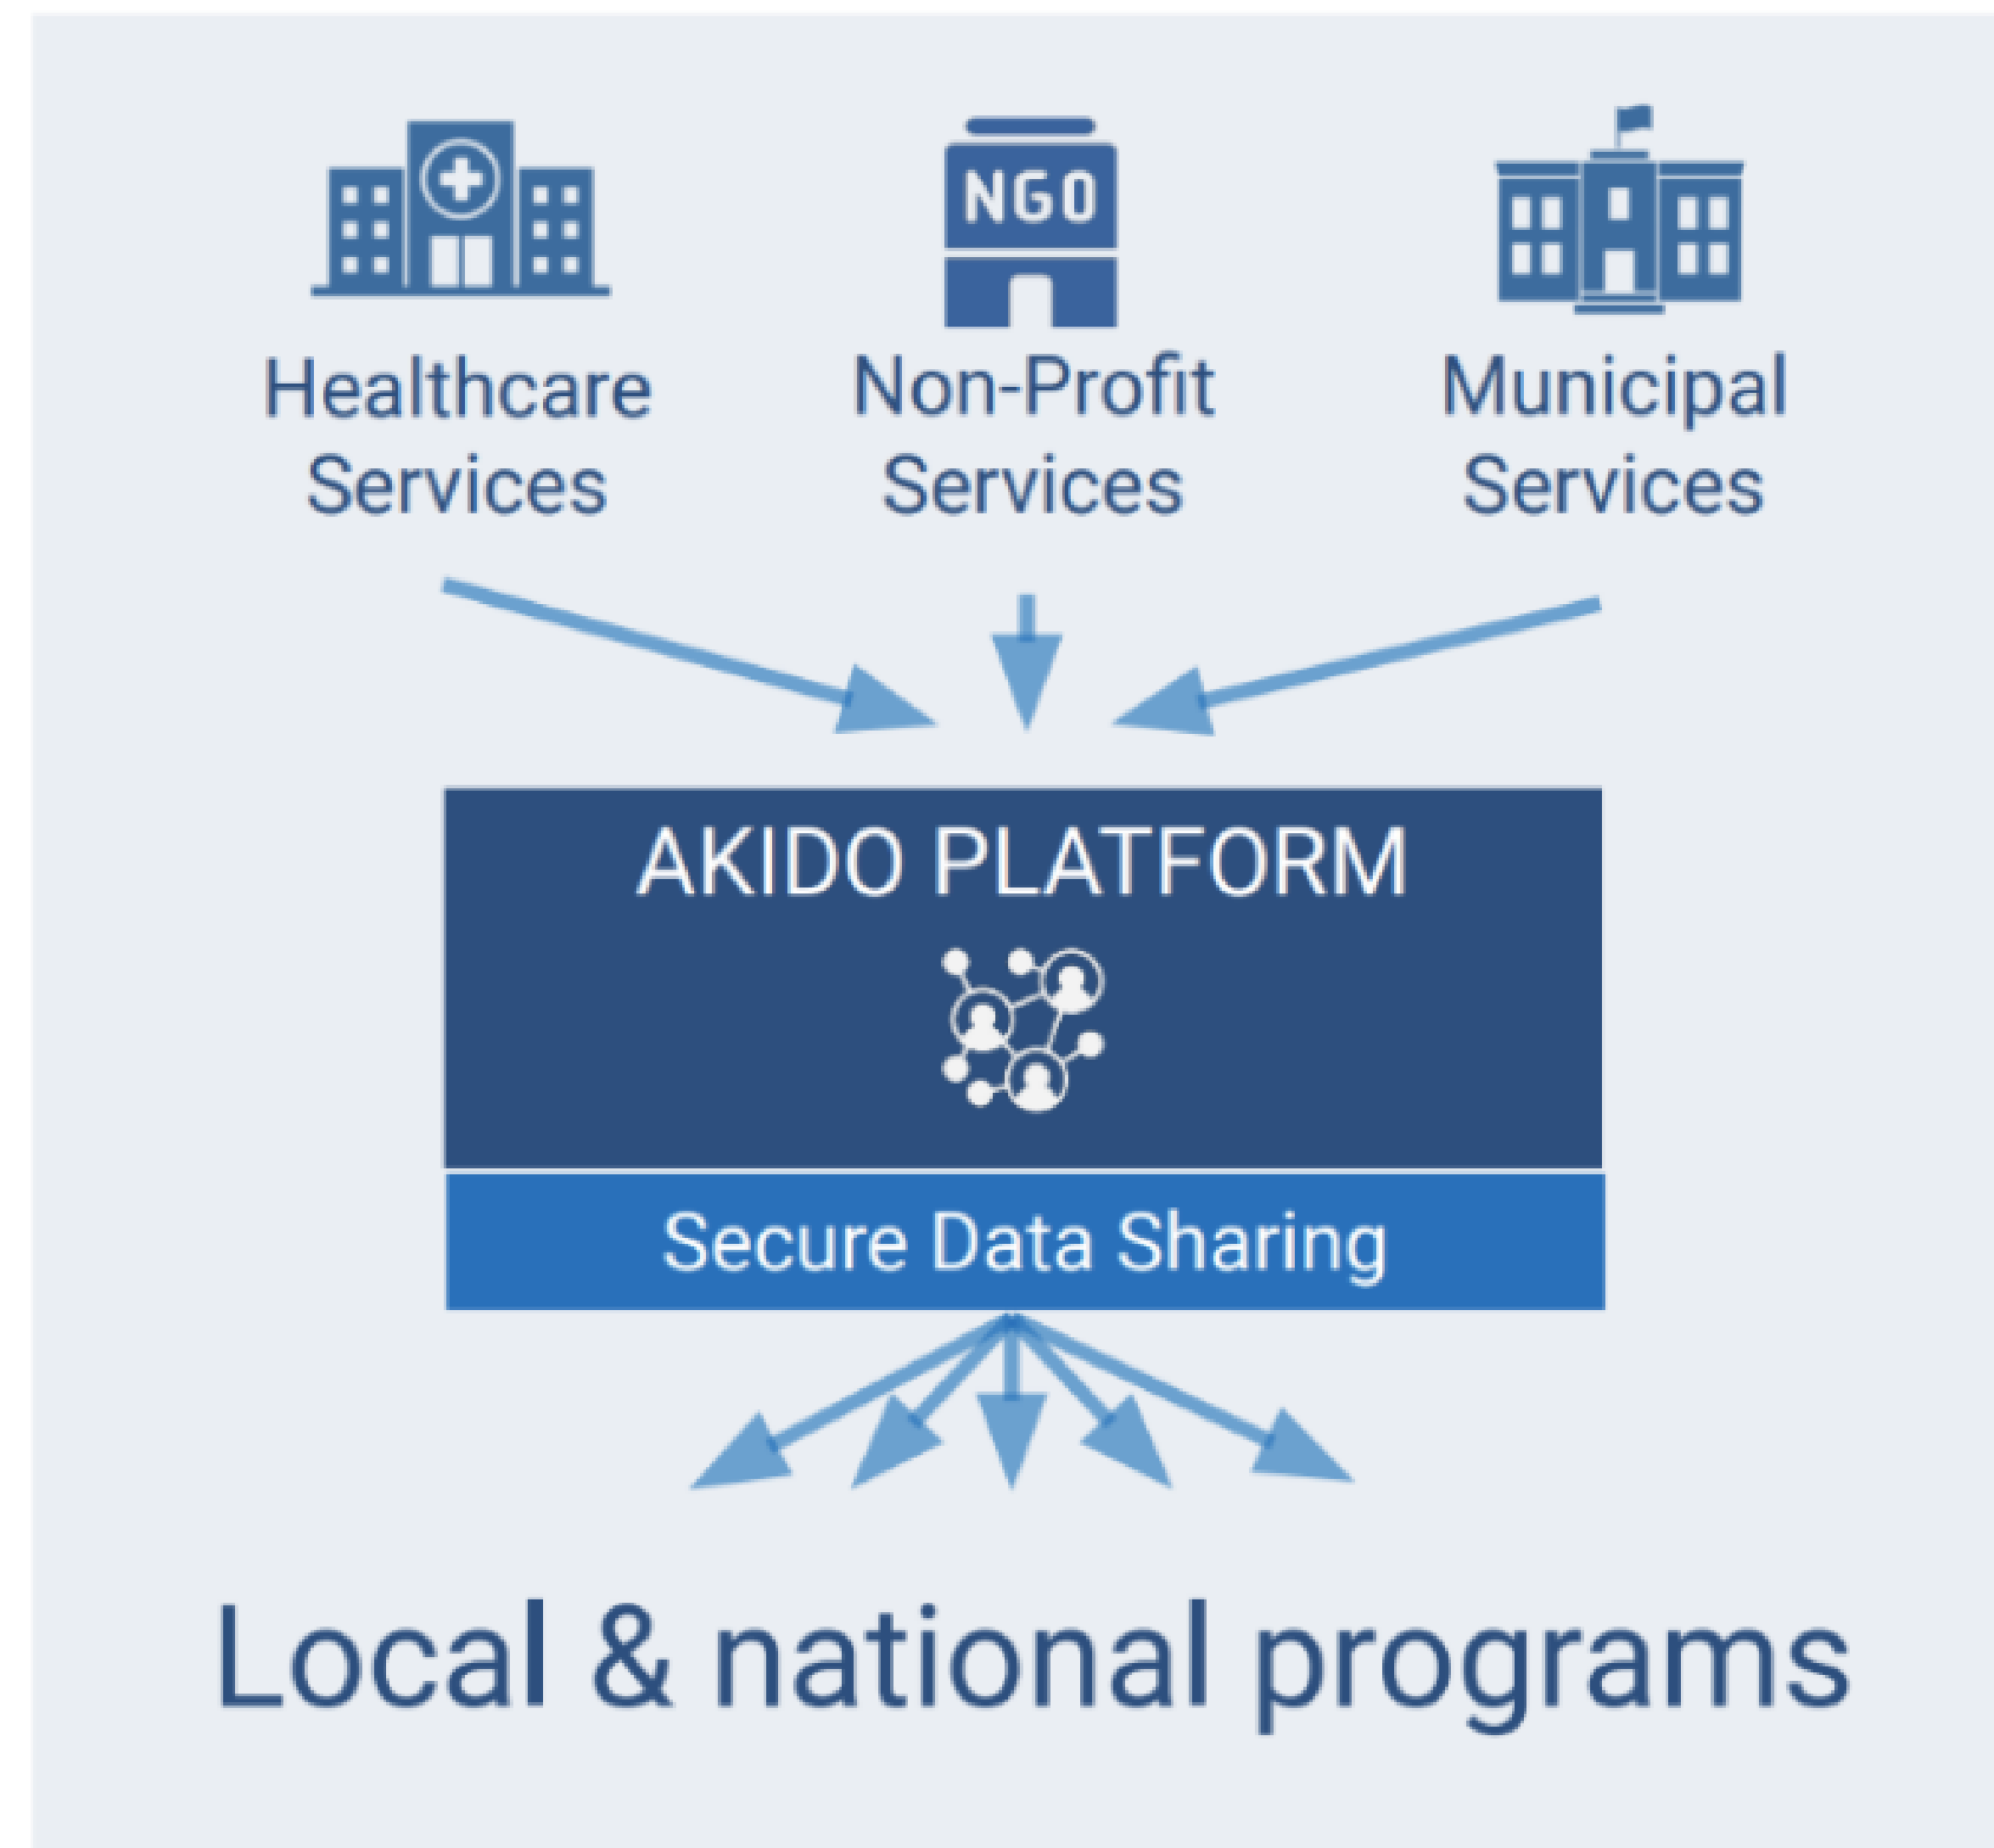 NGO
Healthcare
Services
Non-Profit
Services
Municipal
Services
AKIDO PLATFORM
Secure Data Sharing
Local & national programs